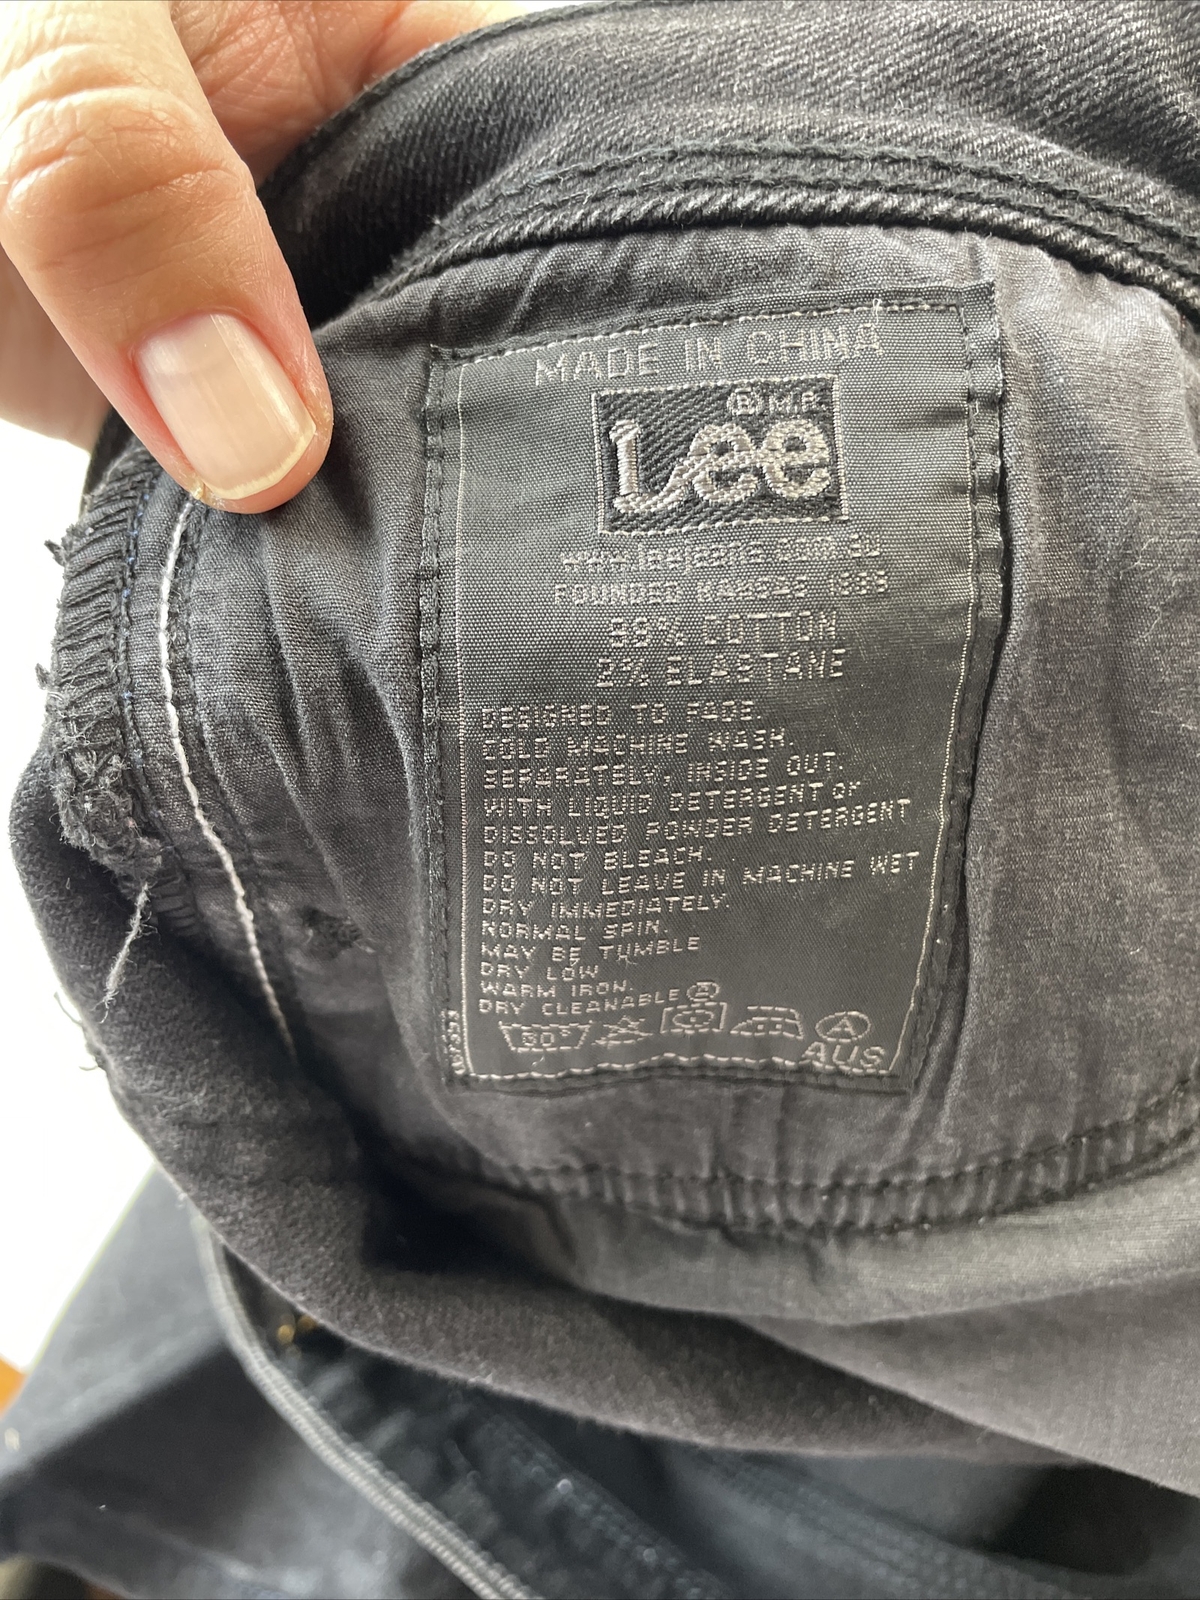 MADE IN CHINA
® M.R.
Lee
FOUNDED KANSAS 1889
98% COTTON
2% ELASTANE
DESIGNED TO FADE.
COLD MACHINE WASH.
SEPARATELY, INSIDE OUT.
WITH LIQUID DETERGENT OR
DISSOLVED POWDER DETERGENT
DO NOT BLEACH.
DO NOT LEAVE IN MACHINE WET
DRY IMMEDIATELY.
NORMAL SPIN.
MAY BE TUMBLE
DRY LOW
WARM IRON.
DRY CLEANABLE Ⓐ
30° Ⓐ
AUS